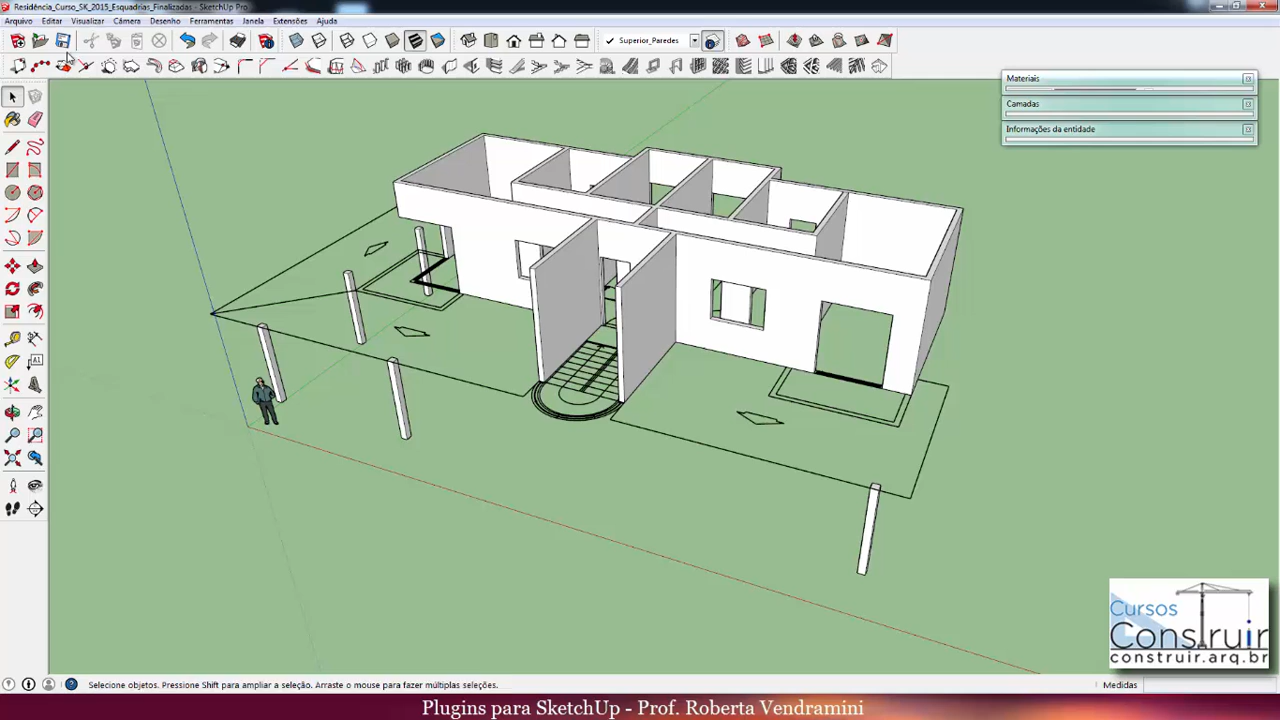 Residência_Curso_SK_2015_Esquadrias_Finalizadas - SketchUp Pro
Arquivo Editar Visualizar Câmera Desenho Ferramentas Janela Extensões Ajuda
Superior_Paredes
Materiais
Camadas
Informações da entidade
A1
Cursos
Construir
construir.arq.br
Selecione objetos. Pressione Shift para ampliar a seleção. Arraste o mouse para fazer múltiplas seleções.
Medidas
Plugins para SketchUp - Prof. Roberta Vendramini